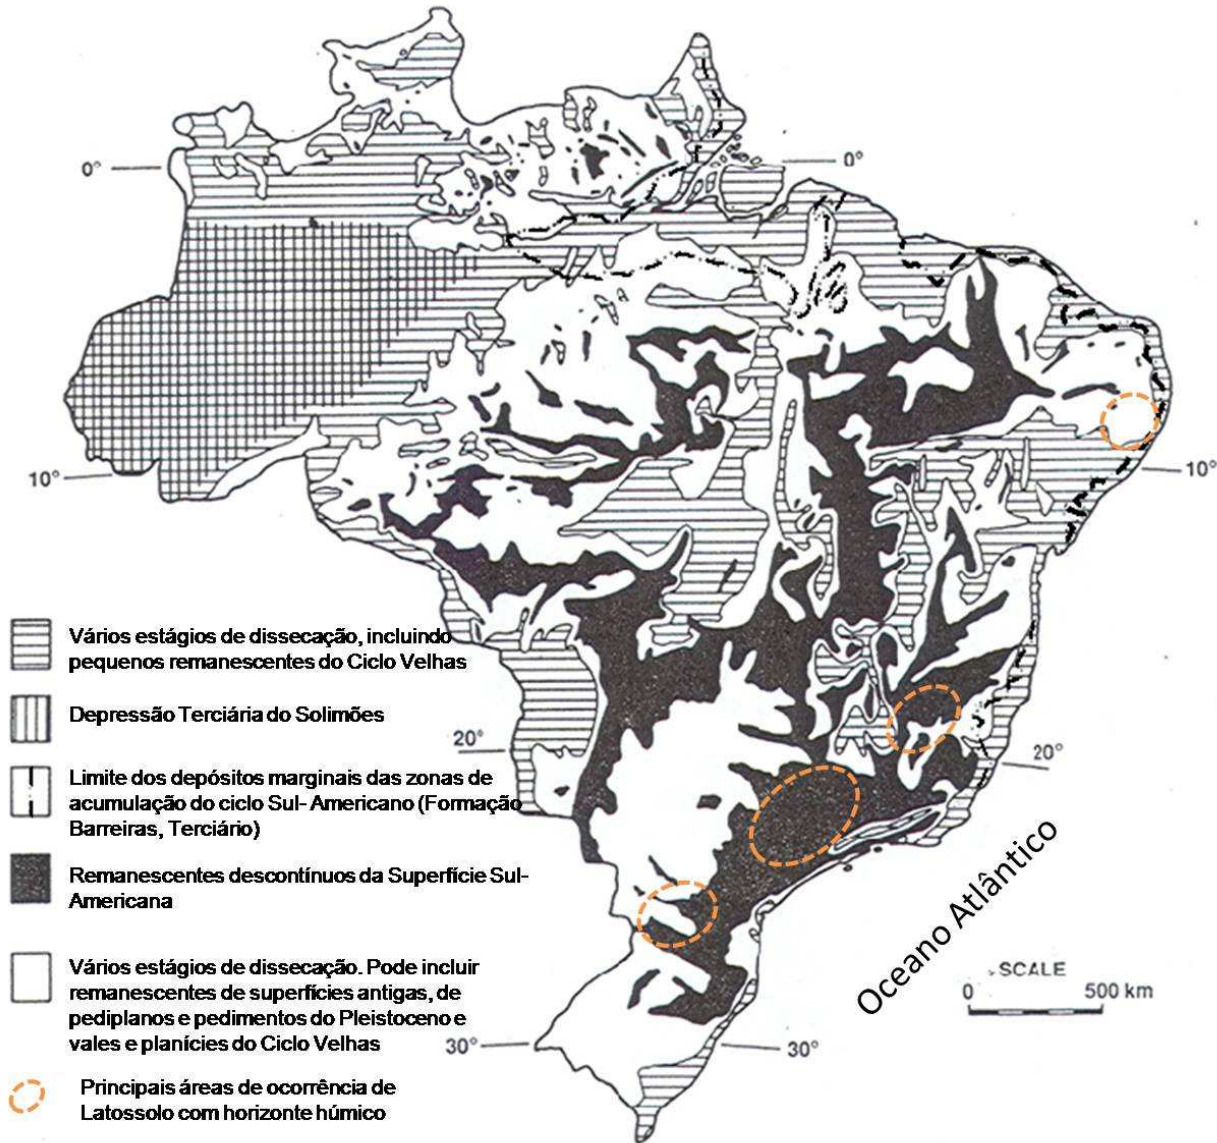 0°
0°
10°
10°
Vários estágios de dissecação, incluindo
pequenos remanescentes do Ciclo Velhas
Depressão Terciária do Solimões
20°
20°
Limite dos depósitos marginais das zonas de
acumulação do ciclo Sul- Americano (Formação
Barreiras, Terciário)
Remanescentes descontínuos da Superfície Sul-
Americana
Oceano Atlântico
Vários estágios de dissecação. Pode incluir
remanescentes de superfícies antigas, de
pediplanos e pedimentos do Pleistoceno e
vales e planícies do Ciclo Velhas
SCALE
0 500 km
30°
30°
Principais áreas de ocorrência de
Latossolo com horizonte húmico